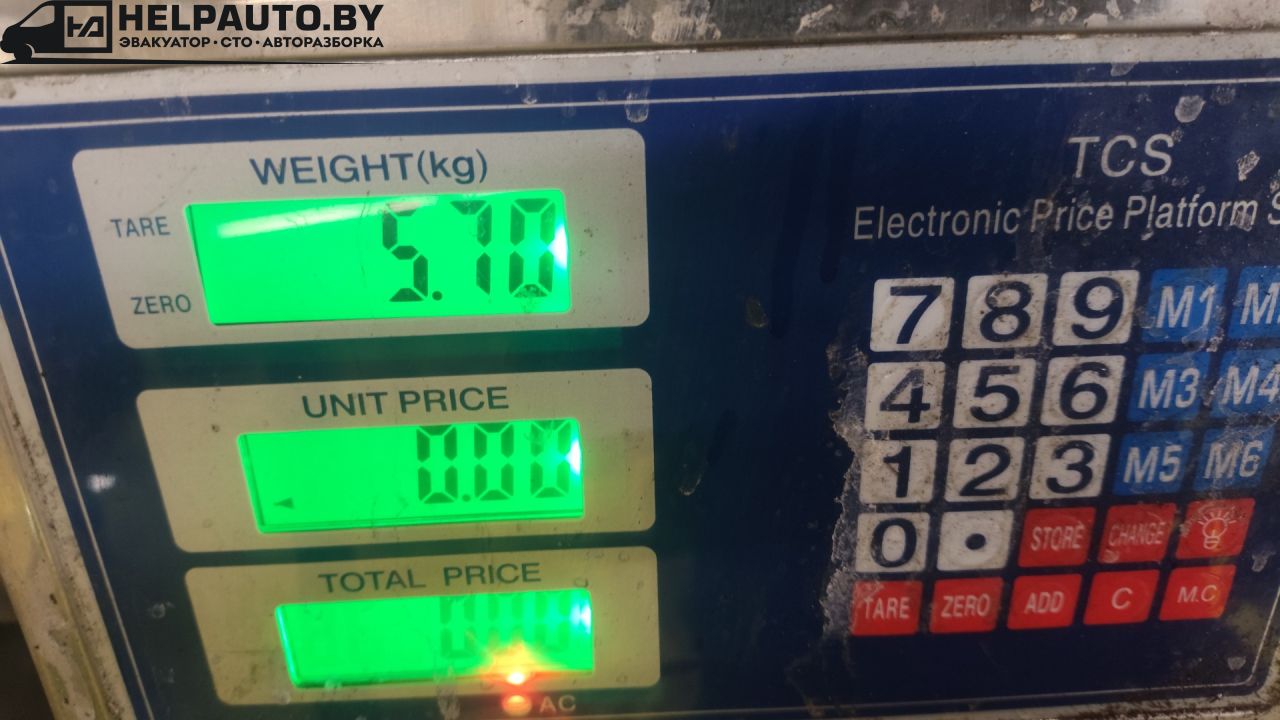 HELPAUTO.BY
ЭВАКУАТОР · СТО · АВТОРАЗБОРКА
WEIGHT(kg)
TARE
5.70
ZERO
UNIT PRICE
0.00
TOTAL PRICE
AC
TCS
Electronic Price Platform
7 8 9 M1
4 5 6 M3 M4
1 2 3 M5 M6
0 . STORE CHANGE
TARE ZERO ADD C M.C